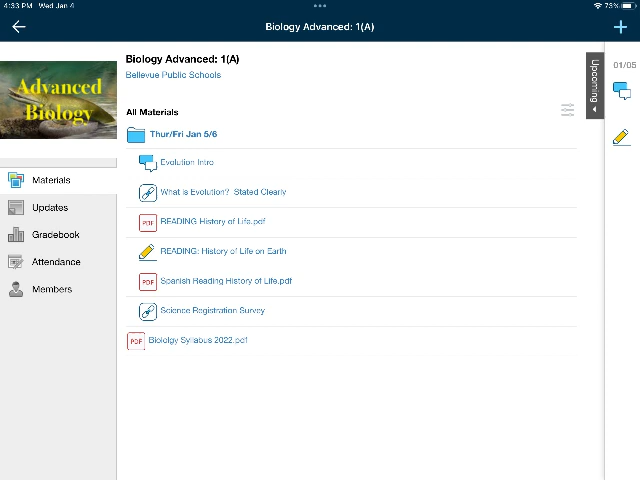 4:33 PM Wed Jan 4
73%
Biology Advanced: 1(A)
Advanced
Biology
Biology Advanced: 1(A)
Bellevue Public Schools
Upcoming
01/05
All Materials
Thur/Fri Jan 5/6
Evolution Intro
What is Evolution? Stated Clearly
PDF READING History of Life.pdf
READING: History of Life on Earth
PDF Spanish Reading History of Life.pdf
Science Registration Survey
PDF Biololgy Syllabus 2022.pdf
Materials
Updates
Gradebook
Attendance
Members